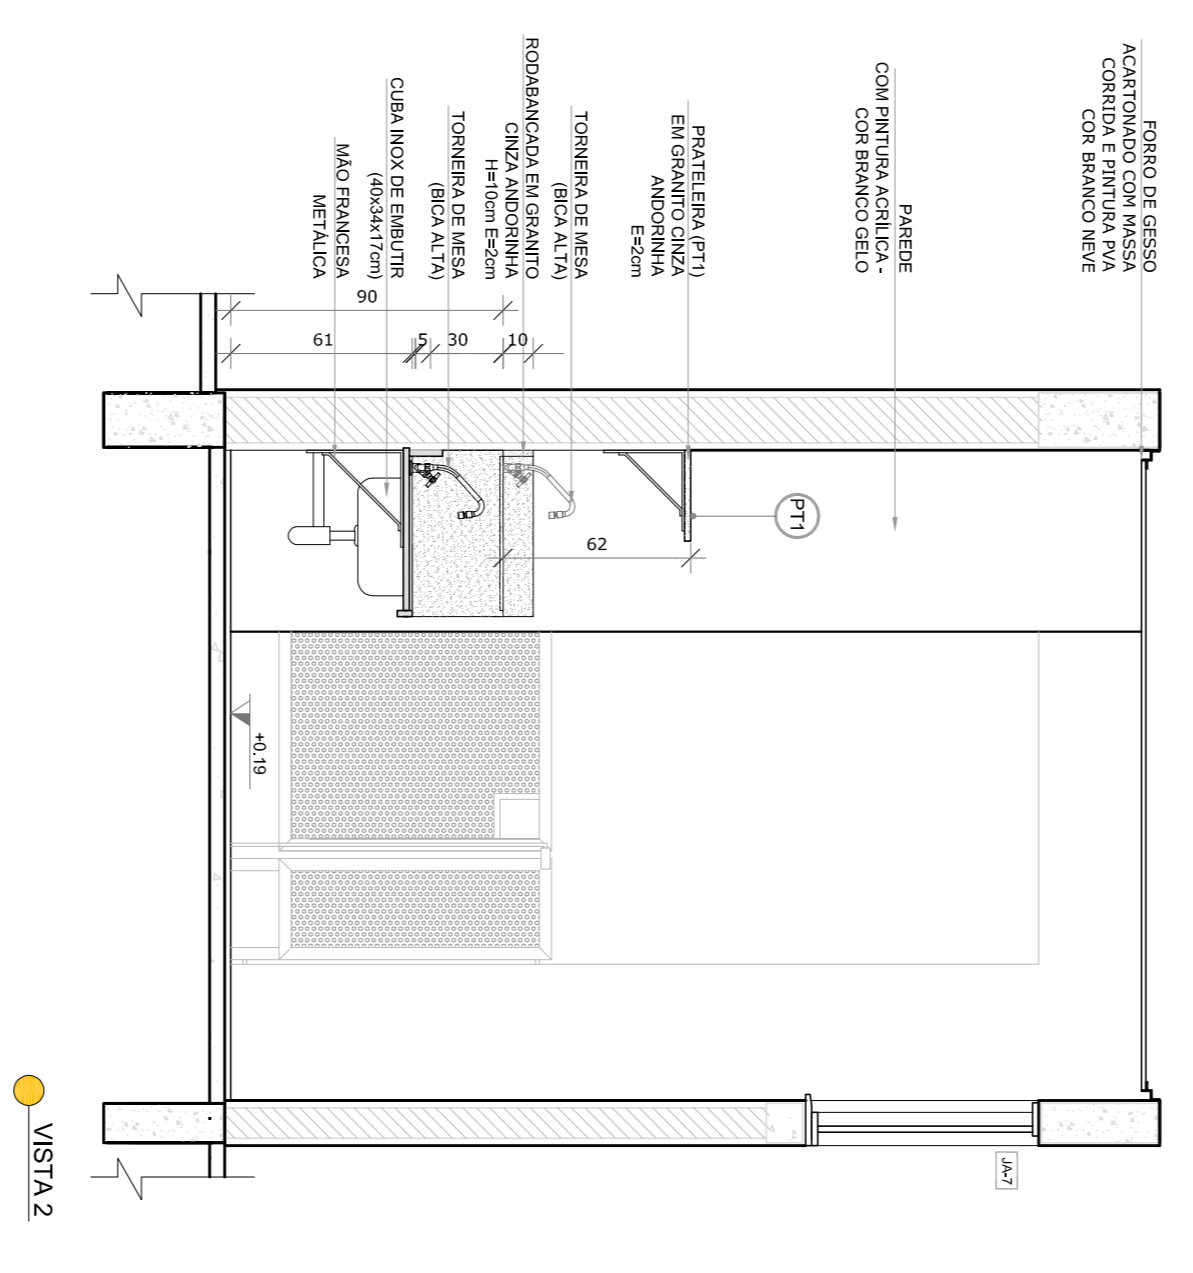 FORRO DE GESSO
ACARTONADO COM MASSA
CORRIDA E PINTURA PVA
COR BRANCO NEVE
PAREDE
COM PINTURA ACRÍLICA -
COR BRANCO GELO
PRATELEIRA (PT1)
EM GRANITO CINZA
ANDORINHA
E=2cm
TORNEIRA DE MESA
(BICA ALTA)
RODABANCADA EM GRANITO
CINZA ANDORINHA
H=10cm E=2cm
TORNEIRA DE MESA
(BICA ALTA)
CUBA INOX DE EMBUTIR
(40x34x17cm)
MÃO FRANCESA
METÁLICA
90
10
30
5
61
PT1
62
+0.19
JA-7
VISTA 2